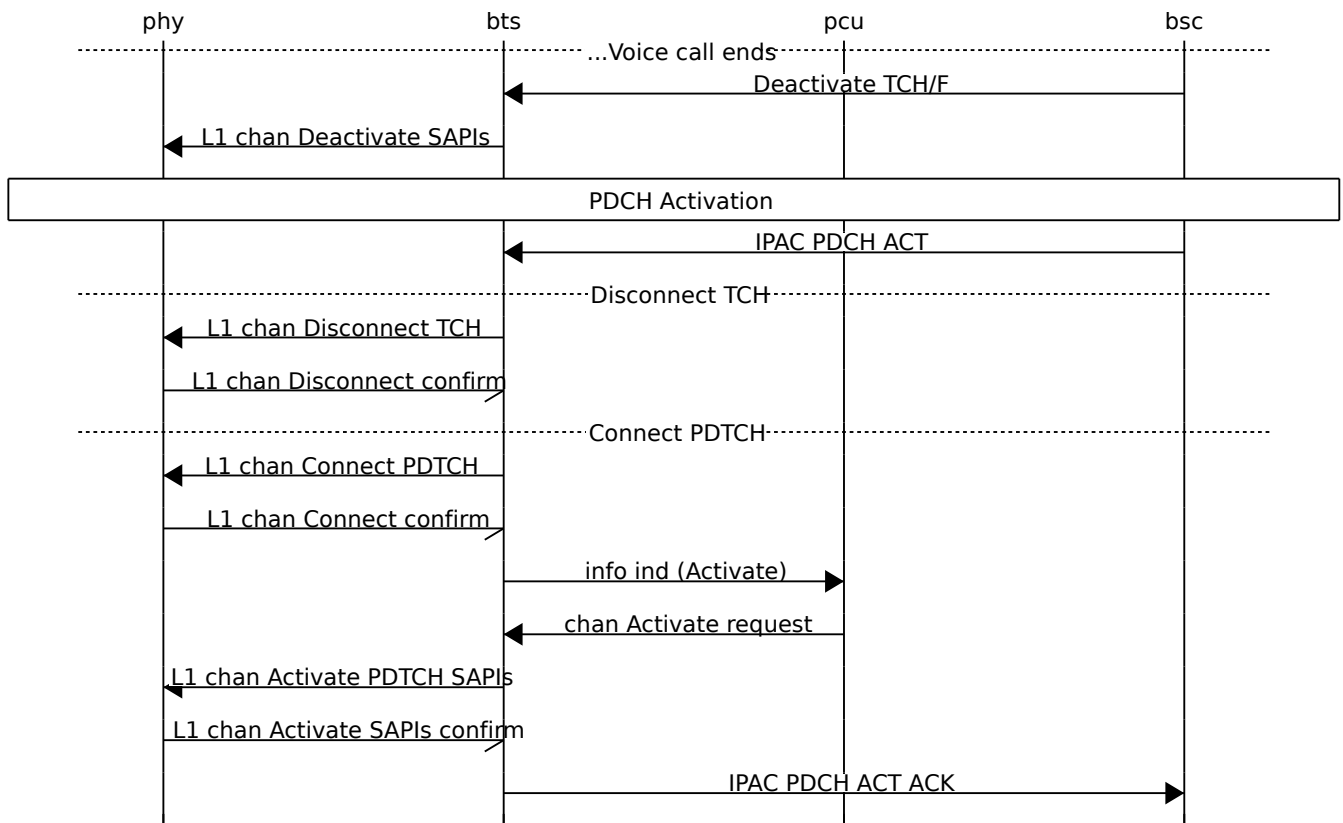 phy bts pcu bsc
...Voice call ends
Deactivate TCH/F
L1 chan Deactivate SAPIs
PDCH Activation
IPAC PDCH ACT
Disconnect TCH
L1 chan Disconnect TCH
L1 chan Disconnect confirm
Connect PDTCH
L1 chan Connect PDTCH
L1 chan Connect confirm
info ind (Activate)
chan Activate request
L1 chan Activate PDTCH SAPIs
L1 chan Activate SAPIs confirm
IPAC PDCH ACT ACK